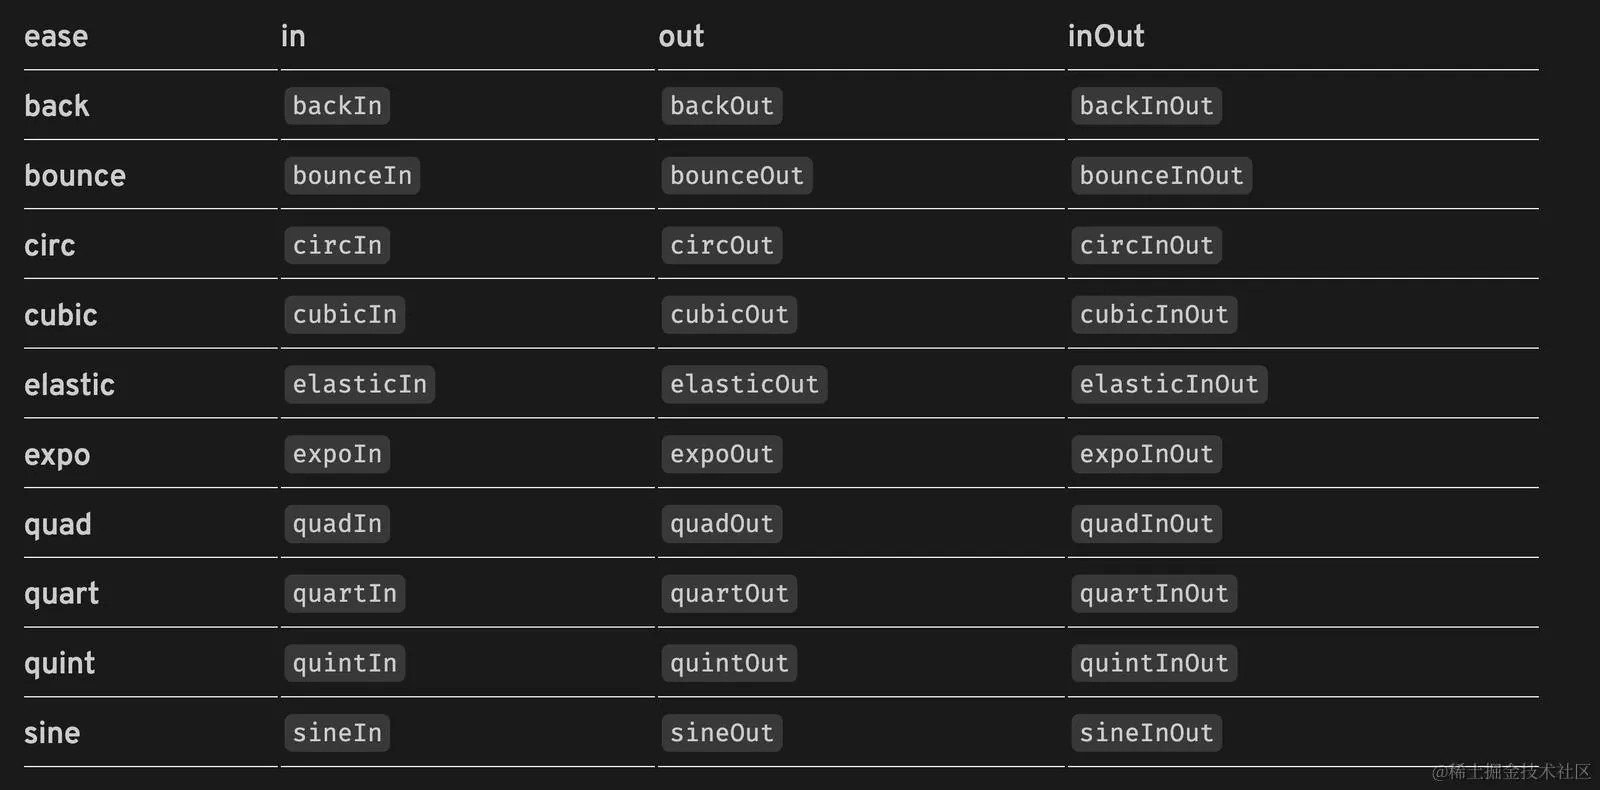 ease in out inOut
back backIn backOut backInOut
bounce bounceIn bounceOut bounceInOut
circ circIn circOut circInOut
cubic cubicIn cubicOut cubicInOut
elastic elasticIn elasticOut elasticInOut
expo expoIn expoOut expoInOut
quad quadIn quadOut quadInOut
quart quartIn quartOut quartInOut
quint quintIn quintOut quintInOut
sine sineIn sineOut sineInOut
@稀土掘金技术社区